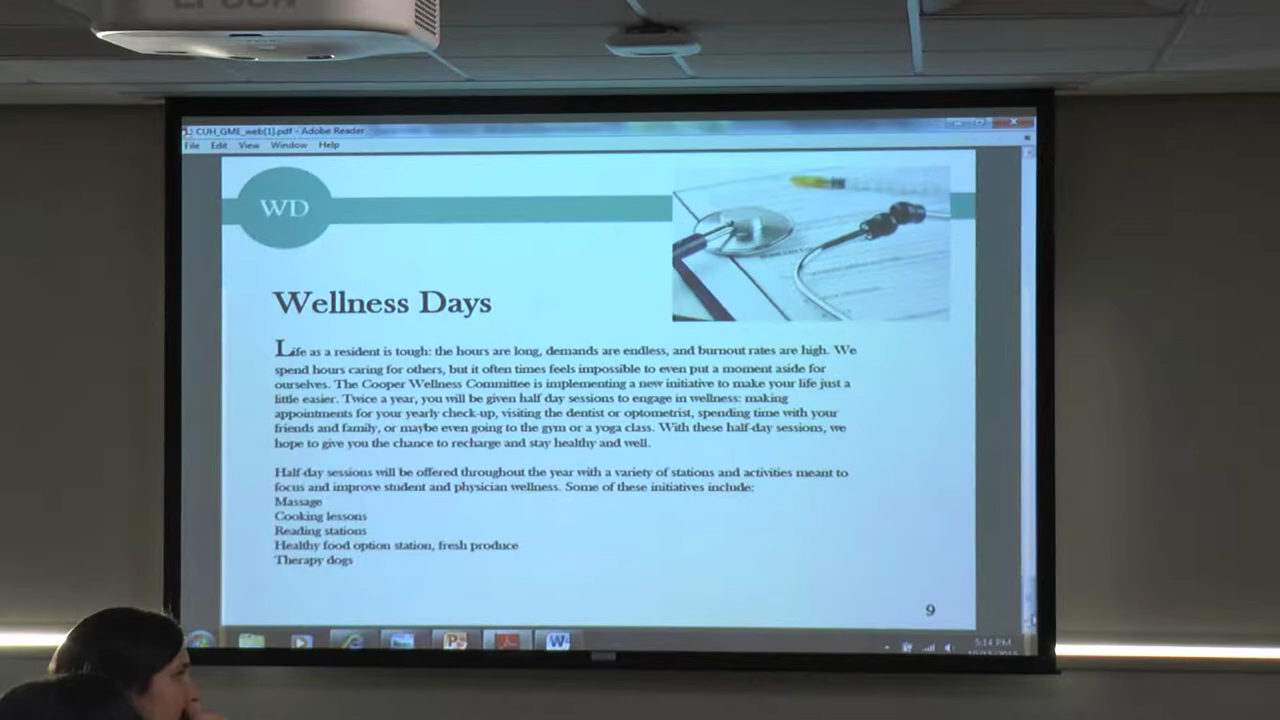 EPSON
CUH_GME_web[1].pdf - Adobe Reader
File Edit View Window Help
WD
Wellness Days
Life as a resident is tough: the hours are long, demands are endless, and burnout rates are high. We
spend hours caring for others, but it often times feels impossible to even put a moment aside for
ourselves. The Cooper Wellness Committee is implementing a new initiative to make your life just a
little easier. Twice a year, you will be given half day sessions to engage in wellness: making
appointments for your yearly check-up, visiting the dentist or optometrist, spending time with your
friends and family, or maybe even going to the gym or a yoga class. With these half-day sessions, we
hope to give you the chance to recharge and stay healthy and well.
Half-day sessions will be offered throughout the year with a variety of stations and activities meant to
focus and improve student and physician wellness. Some of these initiatives include:
Massage
Cooking lessons
Reading stations
Healthy food option station, fresh produce
Therapy dogs
9
5:14 PM